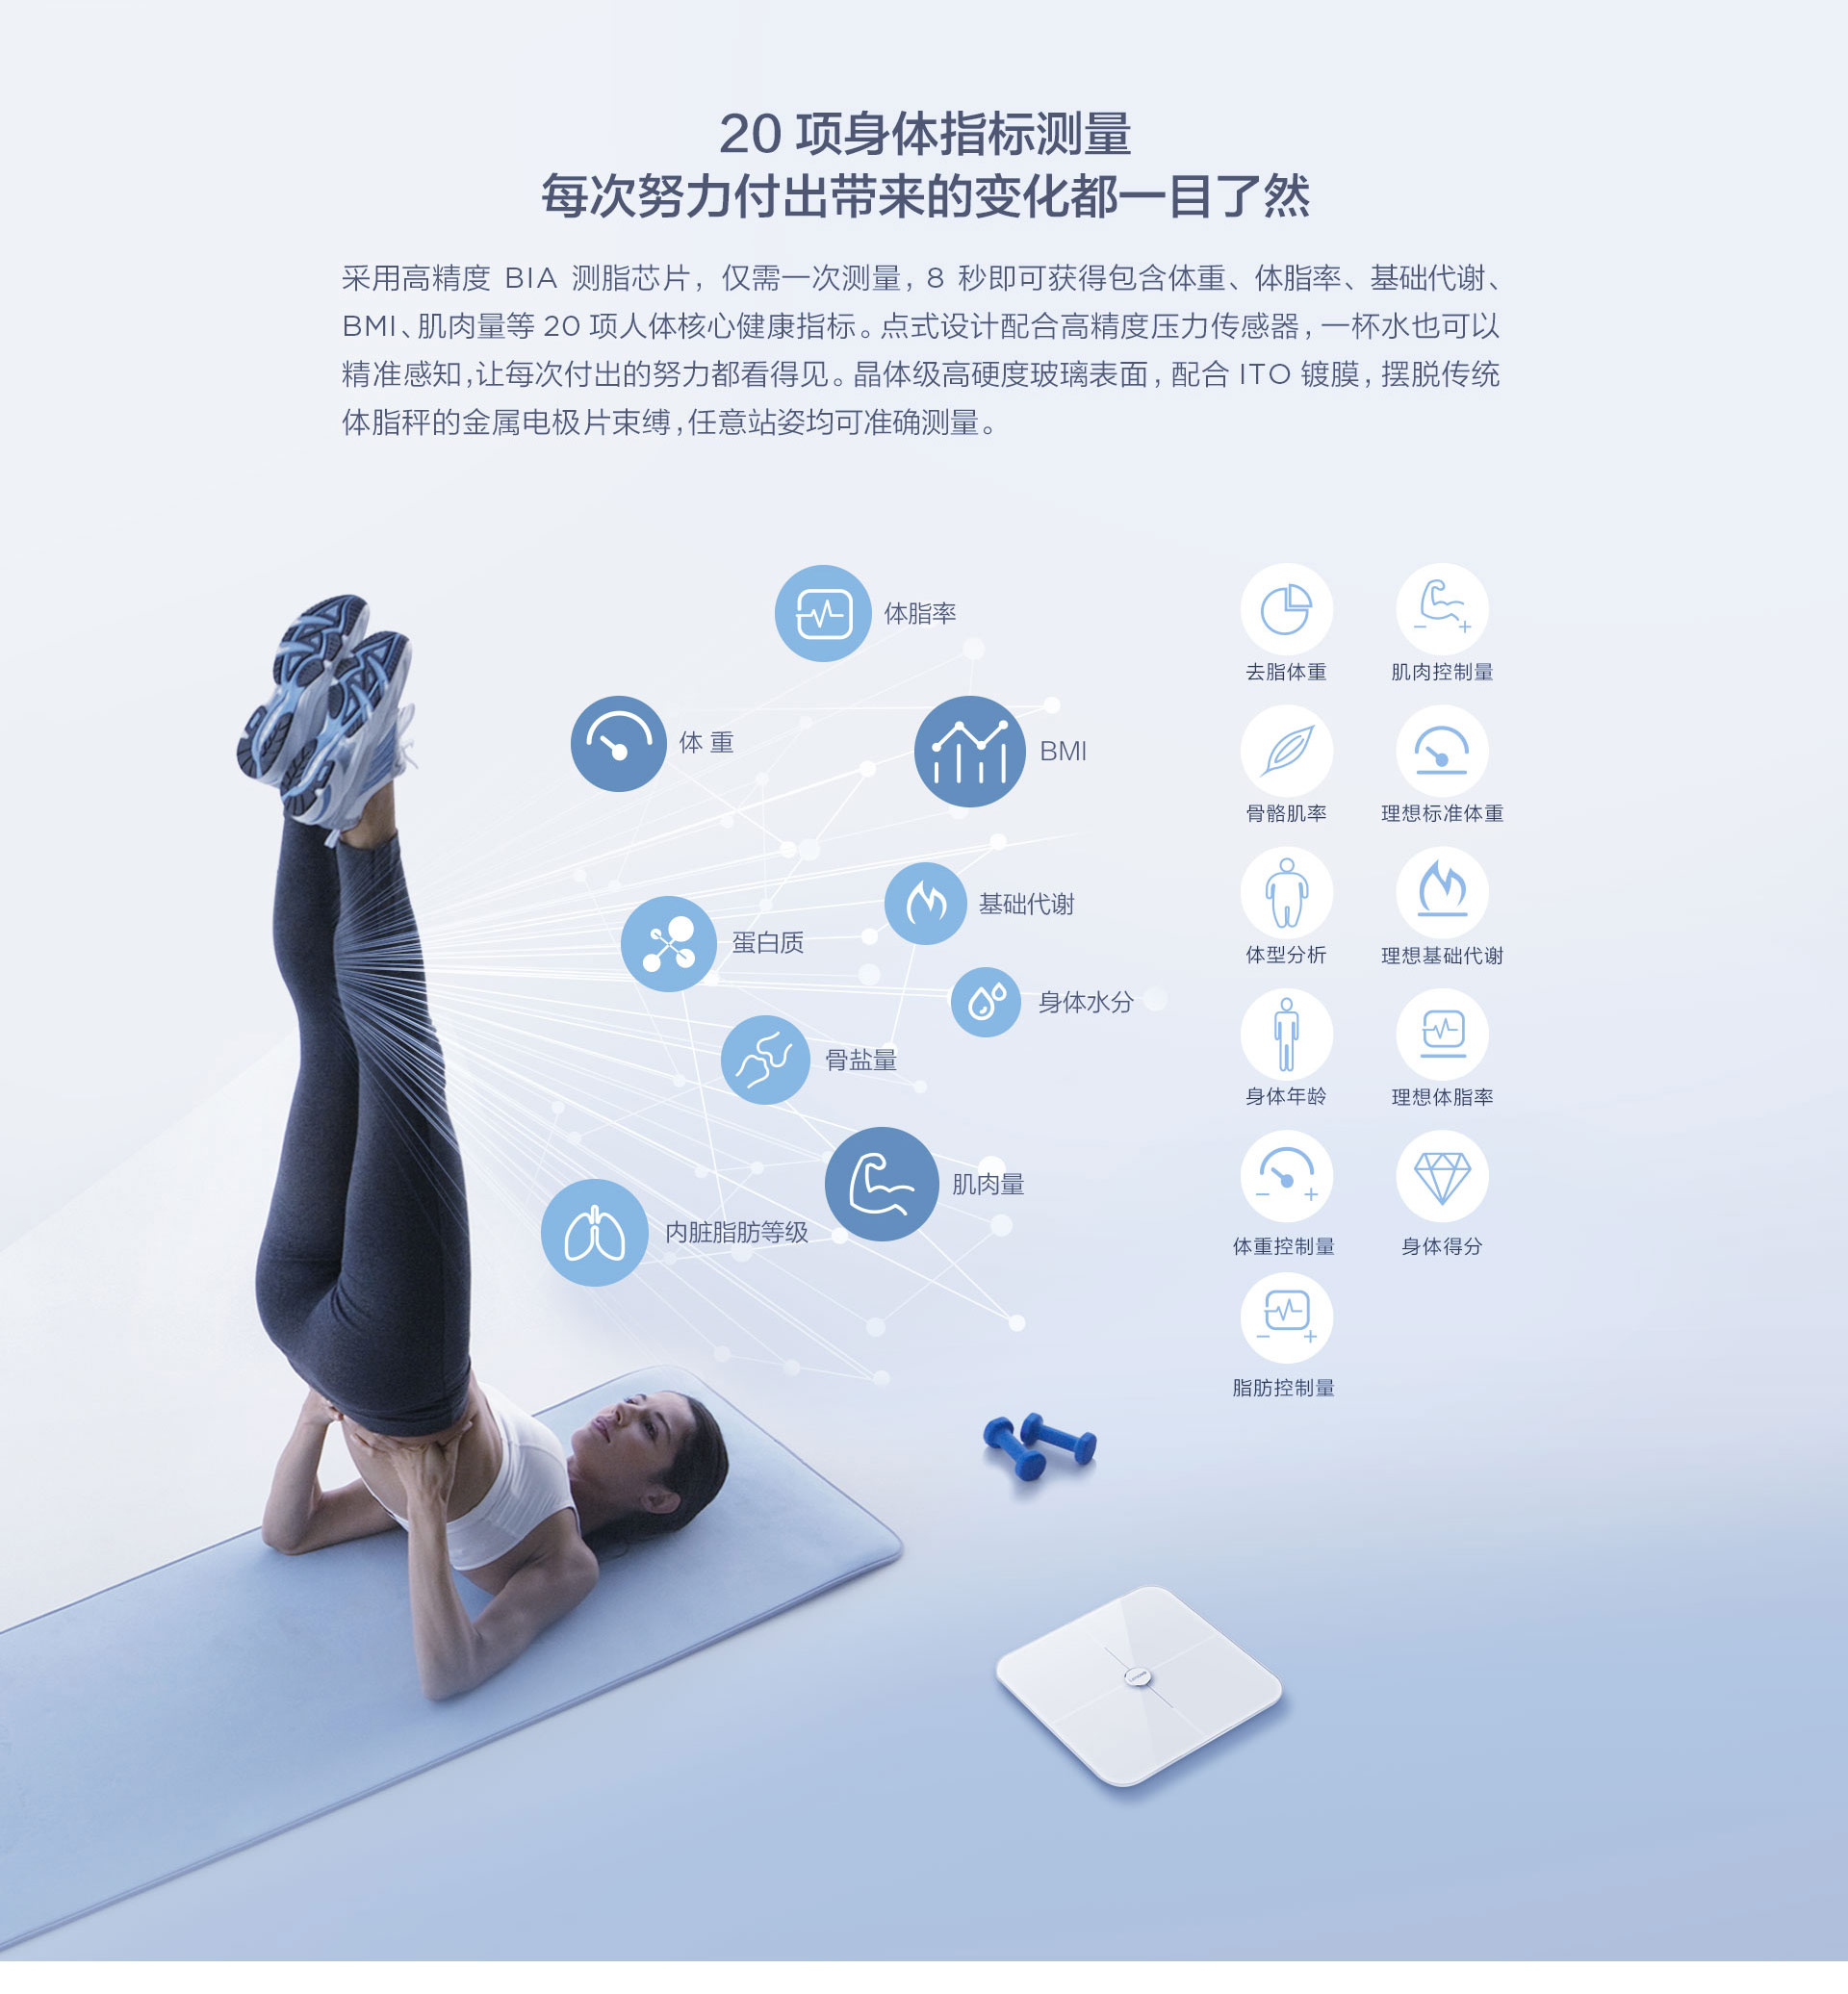 20 项身体指标测量
每次努力付出带来的变化都一目了然
采用高精度 BIA 测脂芯片，仅需一次测量，8 秒即可获得包含体重、体脂率、基础代谢、
BMI、肌肉量等 20 项人体核心健康指标。点式设计配合高精度压力传感器，一杯水也可以
精准感知，让每次付出的努力都看得见。晶体级高硬度玻璃表面，配合 ITO 镀膜，摆脱传统
体脂秤的金属电极片束缚，任意站姿均可准确测量。
体脂率
体 重
BMI
基础代谢
蛋白质
身体水分
骨盐量
肌肉量
内脏脂肪等级
去脂体重
肌肉控制量
骨骼肌率
理想标准体重
体型分析
理想基础代谢
身体年龄
理想体脂率
体重控制量
身体得分
脂肪控制量